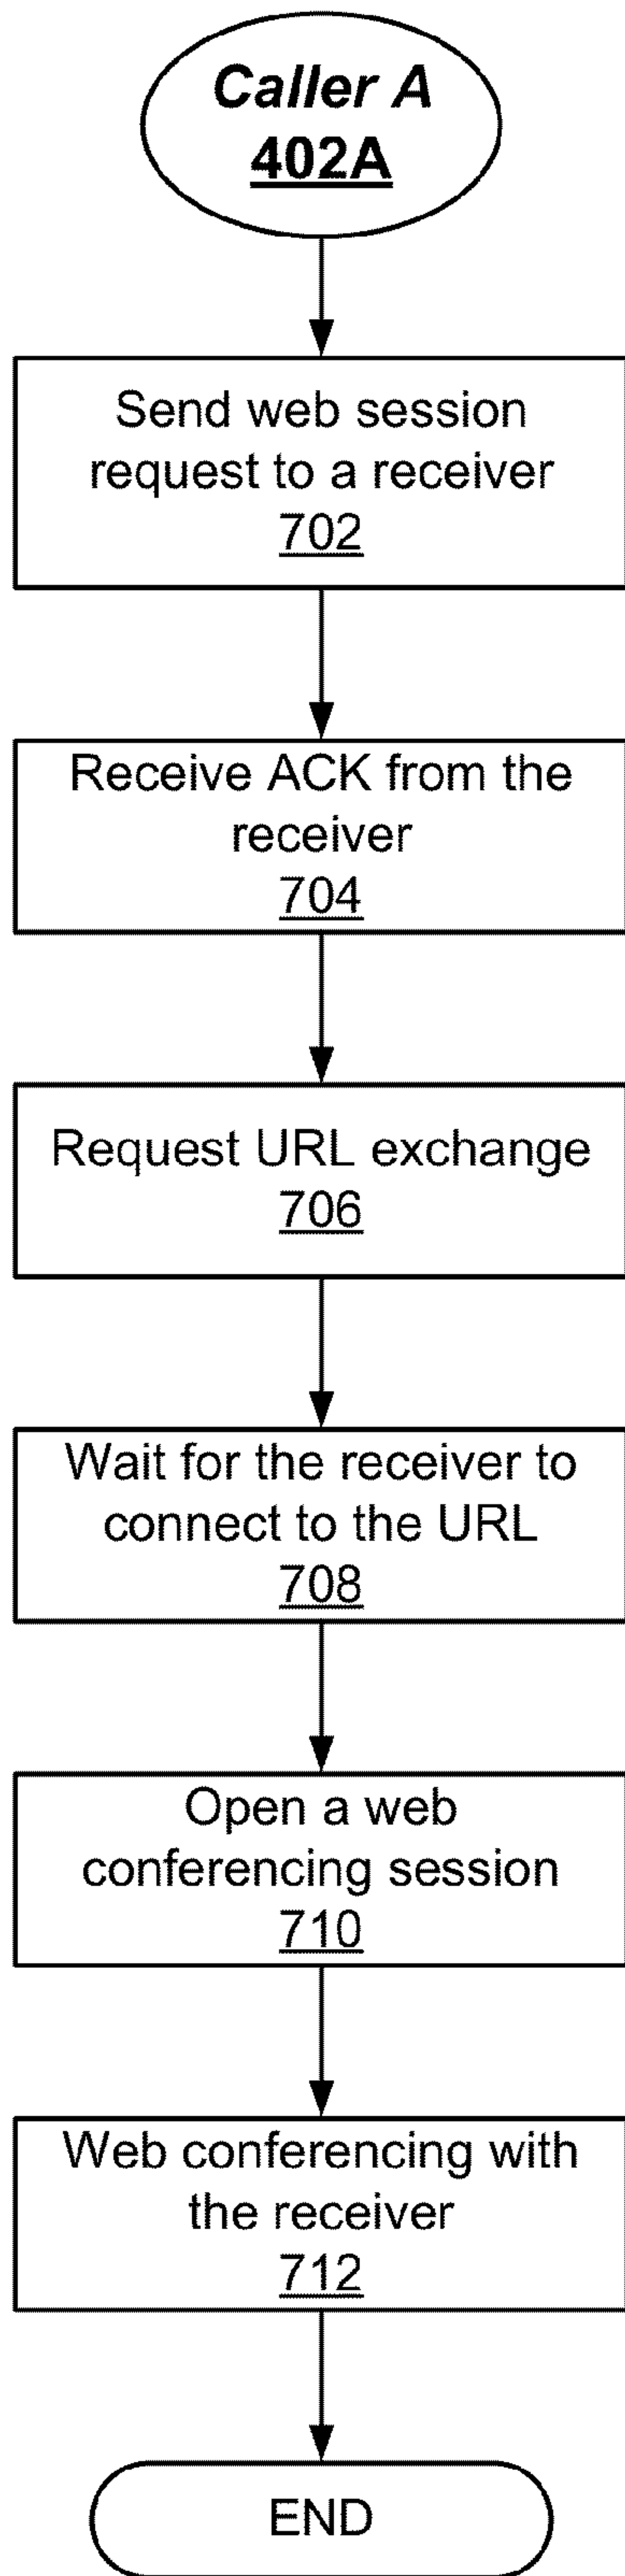 Caller A
402A
Send web session
request to a receiver
702
Receive ACK from the
receiver
704
Request URL exchange
706
Wait for the receiver to
connect to the URL
708
Open a web
conferencing session
710
Web conferencing with
the receiver
712
END